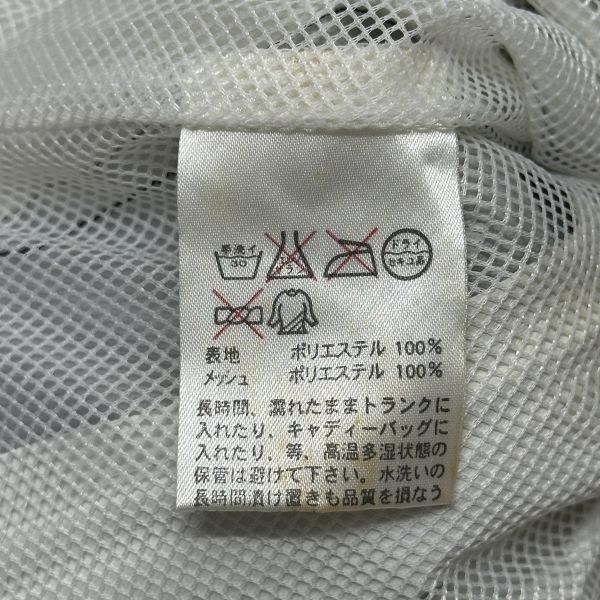 手洗イ
30
ドライ
セキユ系
表地 ポリエステル 100%
メッシュ ポリエステル 100%
長時間、濡れたままトランクに
入れたり、キャディーバッグに
入れたり、等、高温多湿状態の
保管は避けて下さい。水洗いの
長時間漬け置きも品質を損なう